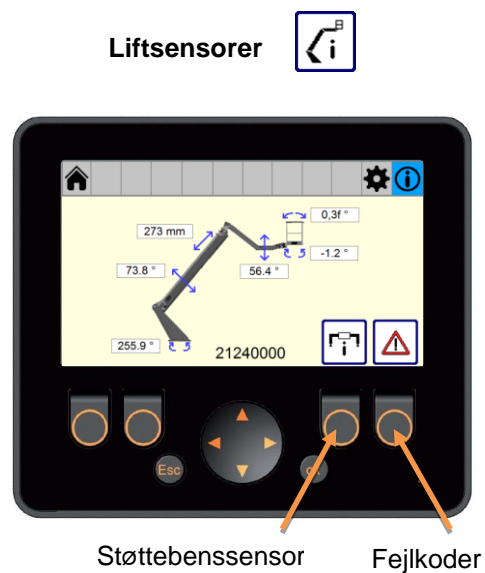 Liftsensorer
i
i
0,3f °
273 mm
-1.2 °
73.8 °
56.4 °
255.9 °
21240000
i
Esc
Støttebenssensor
Fejlkoder